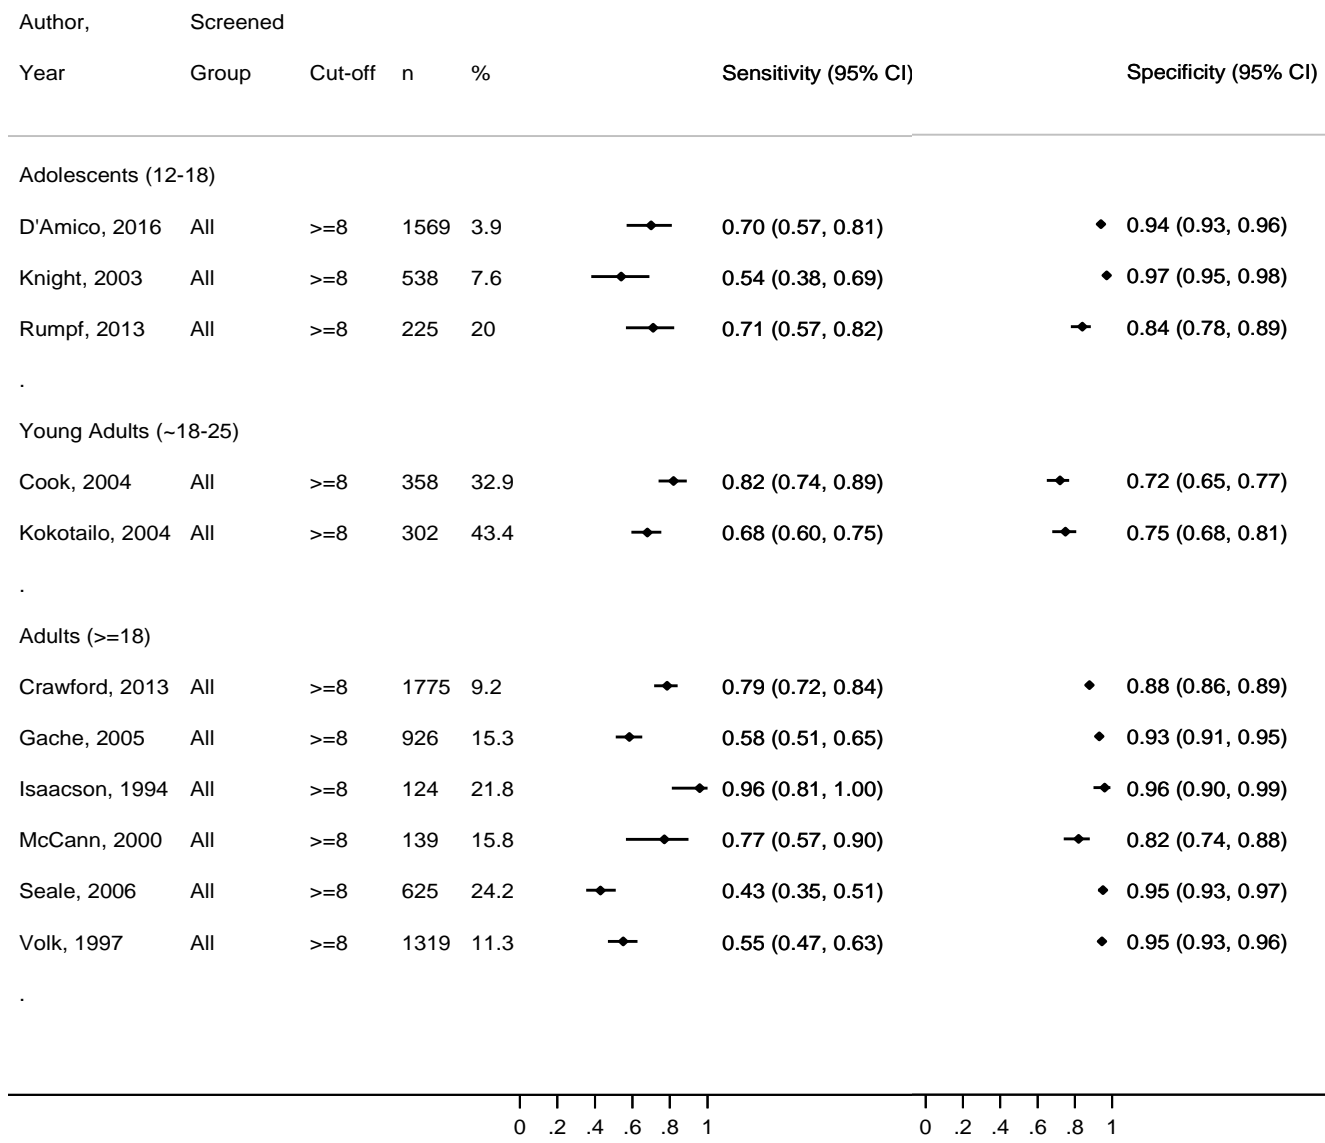 Author, Screened
Year Group Cut-off n % Sensitivity (95% CI) Specificity (95% CI)
Adolescents (12-18)
D'Amico, 2016 All >=8 1569 3.9 0.70 (0.57, 0.81) 0.94 (0.93, 0.96)
Knight, 2003 All >=8 538 7.6 0.54 (0.38, 0.69) 0.97 (0.95, 0.98)
Rumpf, 2013 All >=8 225 20 0.71 (0.57, 0.82) 0.84 (0.78, 0.89)
.
Young Adults (~18-25)
Cook, 2004 All >=8 358 32.9 0.82 (0.74, 0.89) 0.72 (0.65, 0.77)
Kokotailo, 2004 All >=8 302 43.4 0.68 (0.60, 0.75) 0.75 (0.68, 0.81)
.
Adults (>=18)
Crawford, 2013 All >=8 1775 9.2 0.79 (0.72, 0.84) 0.88 (0.86, 0.89)
Gache, 2005 All >=8 926 15.3 0.58 (0.51, 0.65) 0.93 (0.91, 0.95)
Isaacson, 1994 All >=8 124 21.8 0.96 (0.81, 1.00) 0.96 (0.90, 0.99)
McCann, 2000 All >=8 139 15.8 0.77 (0.57, 0.90) 0.82 (0.74, 0.88)
Seale, 2006 All >=8 625 24.2 0.43 (0.35, 0.51) 0.95 (0.93, 0.97)
Volk, 1997 All >=8 1319 11.3 0.55 (0.47, 0.63) 0.95 (0.93, 0.96)
.
0 .2 .4 .6 .8 1 0 .2 .4 .6 .8 1